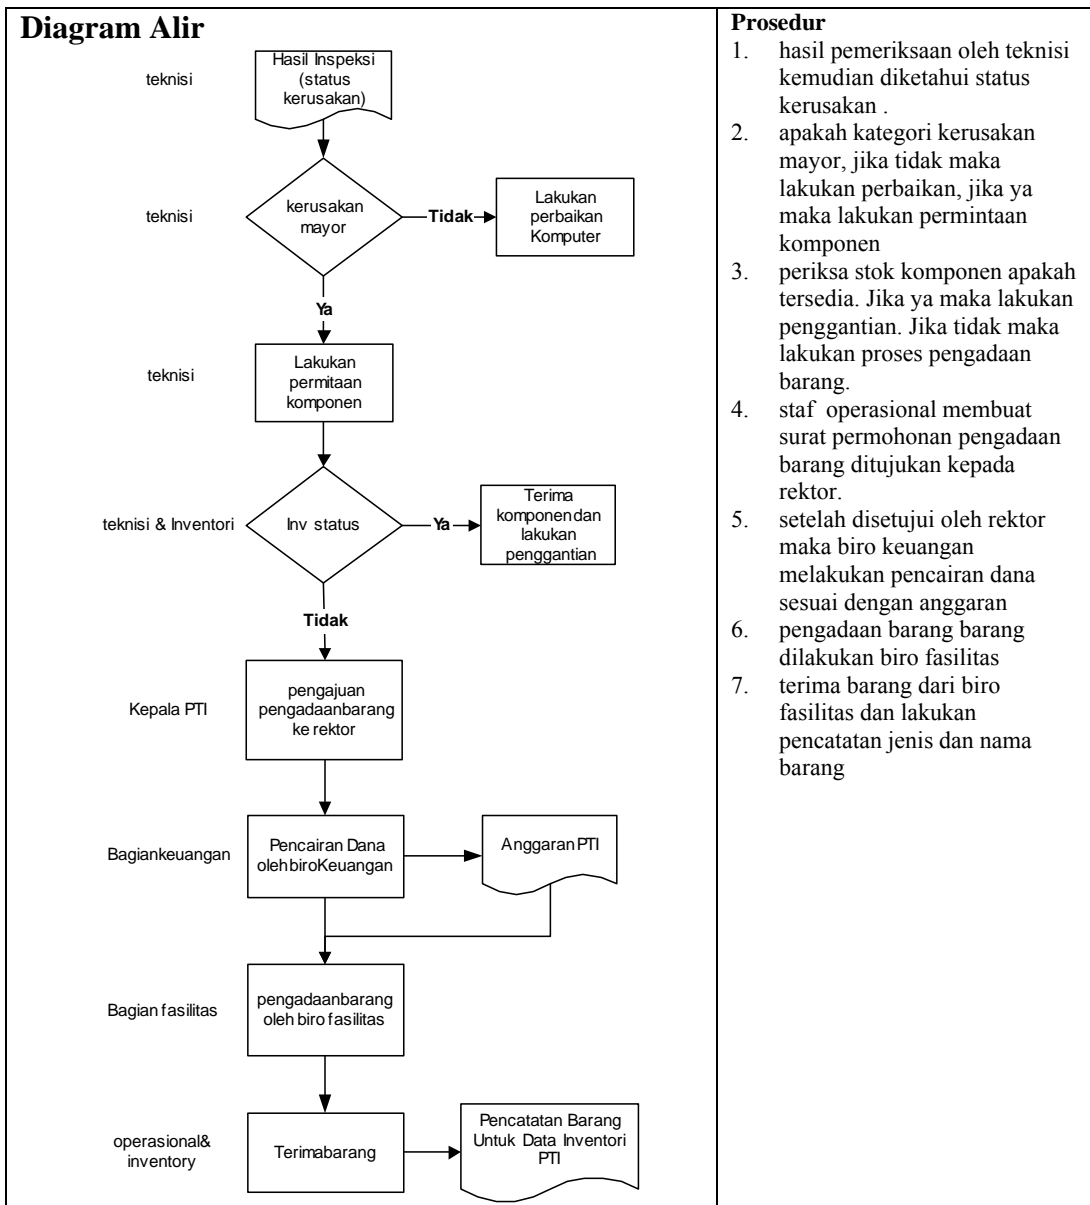 Diagram Alir
teknisi
Hasil Inspeksi
(status
kerusakan)
teknisi
kerusakan
mayor
Tidak
Lakukan
perbaikan
Komputer
Ya
teknisi
Lakukan
permitaan
komponen
teknisi & Inventori
Inv status
Ya
Terima
komponen dan
lakukan
penggantian
Tidak
Kepala PTI
pengajuan
pengadaanbarang
ke rektor
Bagiankeuangan
Pencairan Dana
oleh biro Keuangan
Anggaran PTI
Bagian fasilitas
pengadaanbarang
oleh biro fasilitas
operasional&
inventory
Terimabarang
Pencatatan Barang
Untuk Data Inventori
PTI
Prosedur
1. hasil pemeriksaan oleh teknisi
kemudian diketahui status
kerusakan .
2. apakah kategori kerusakan
mayor, jika tidak maka
lakukan perbaikan, jika ya
maka lakukan permintaan
komponen
3. periksa stok komponen apakah
tersedia. Jika ya maka lakukan
penggantian. Jika tidak maka
lakukan proses pengadaan
barang.
4. staf operasional membuat
surat permohonan pengadaan
barang ditujukan kepada
rektor.
5. setelah disetujui oleh rektor
maka biro keuangan
melakukan pencairan dana
sesuai dengan anggaran
6. pengadaan barang barang
dilakukan biro fasilitas
7. terima barang dari biro
fasilitas dan lakukan
pencatatan jenis dan nama
barang